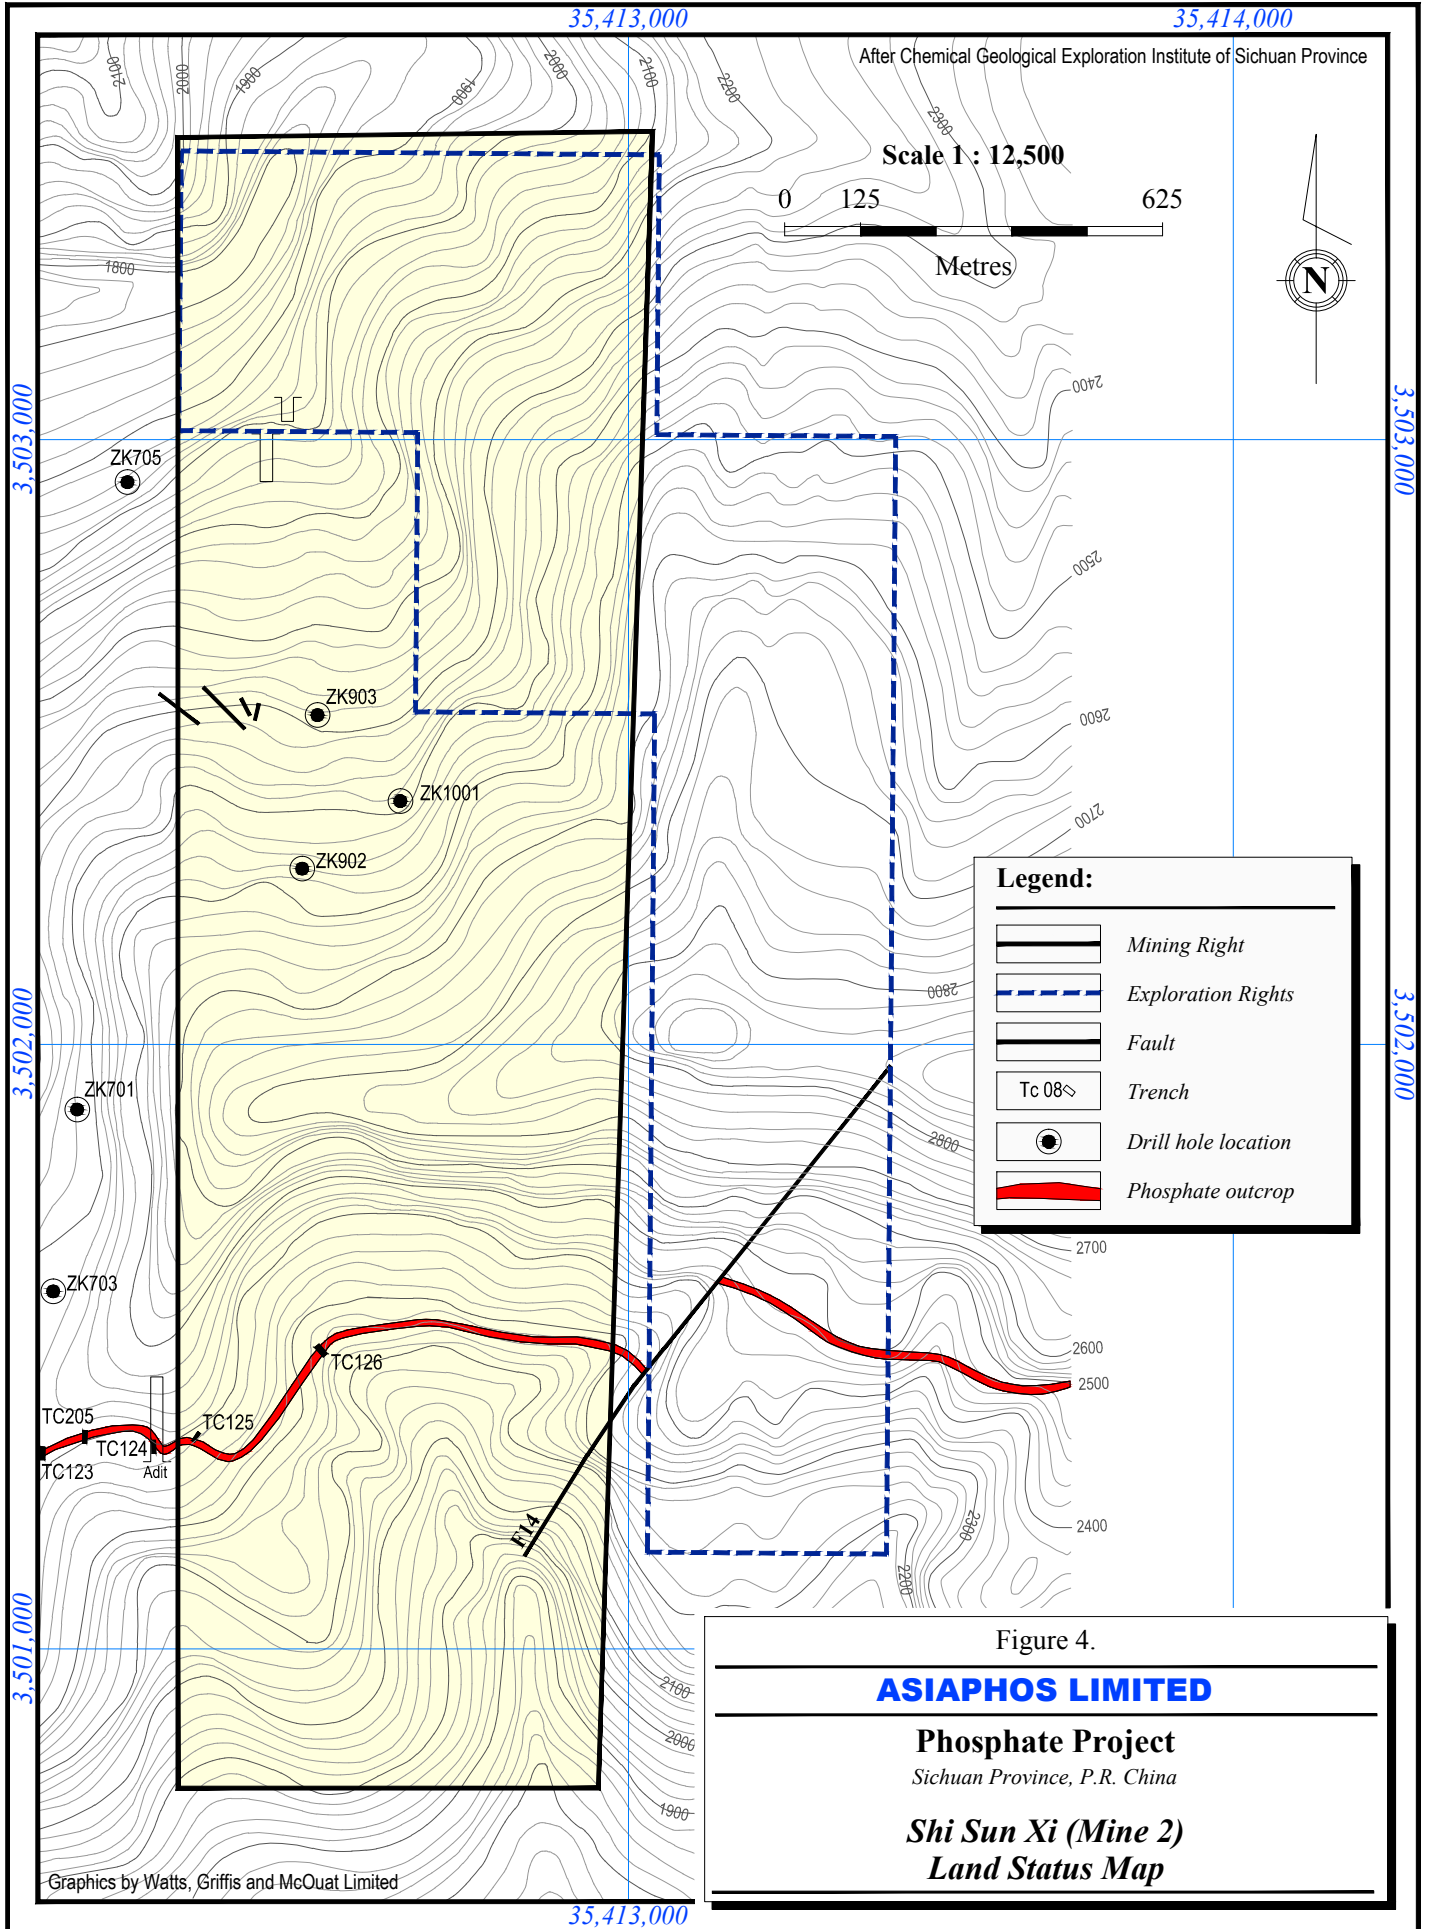 35,413,000
35,414,000
After Chemical Geological Exploration Institute of Sichuan Province
2100
2000
1900
1900
2000
2100
2200
2300
Scale 1 : 12,500
0 125 625
Metres
N
1800
2400
3,503,000
3,503,000
ZK705
2500
ZK903
2600
ZK1001
2700
ZK902
Legend:
Mining Right
Exploration Rights
Fault
Tc 08 Trench
Drill hole location
Phosphate outcrop
2800
3,502,000
3,502,000
ZK701
2800
2700
ZK703
2600
TC126
2500
TC205
TC125
TC124
TC123
Adit
F14
2300
2400
2200
3,501,000
2100
2000
1900
Figure 4.
ASIAPHOS LIMITED
Phosphate Project
Sichuan Province, P.R. China
Shi Sun Xi (Mine 2)
Land Status Map
Graphics by Watts, Griffis and McOuat Limited
35,413,000